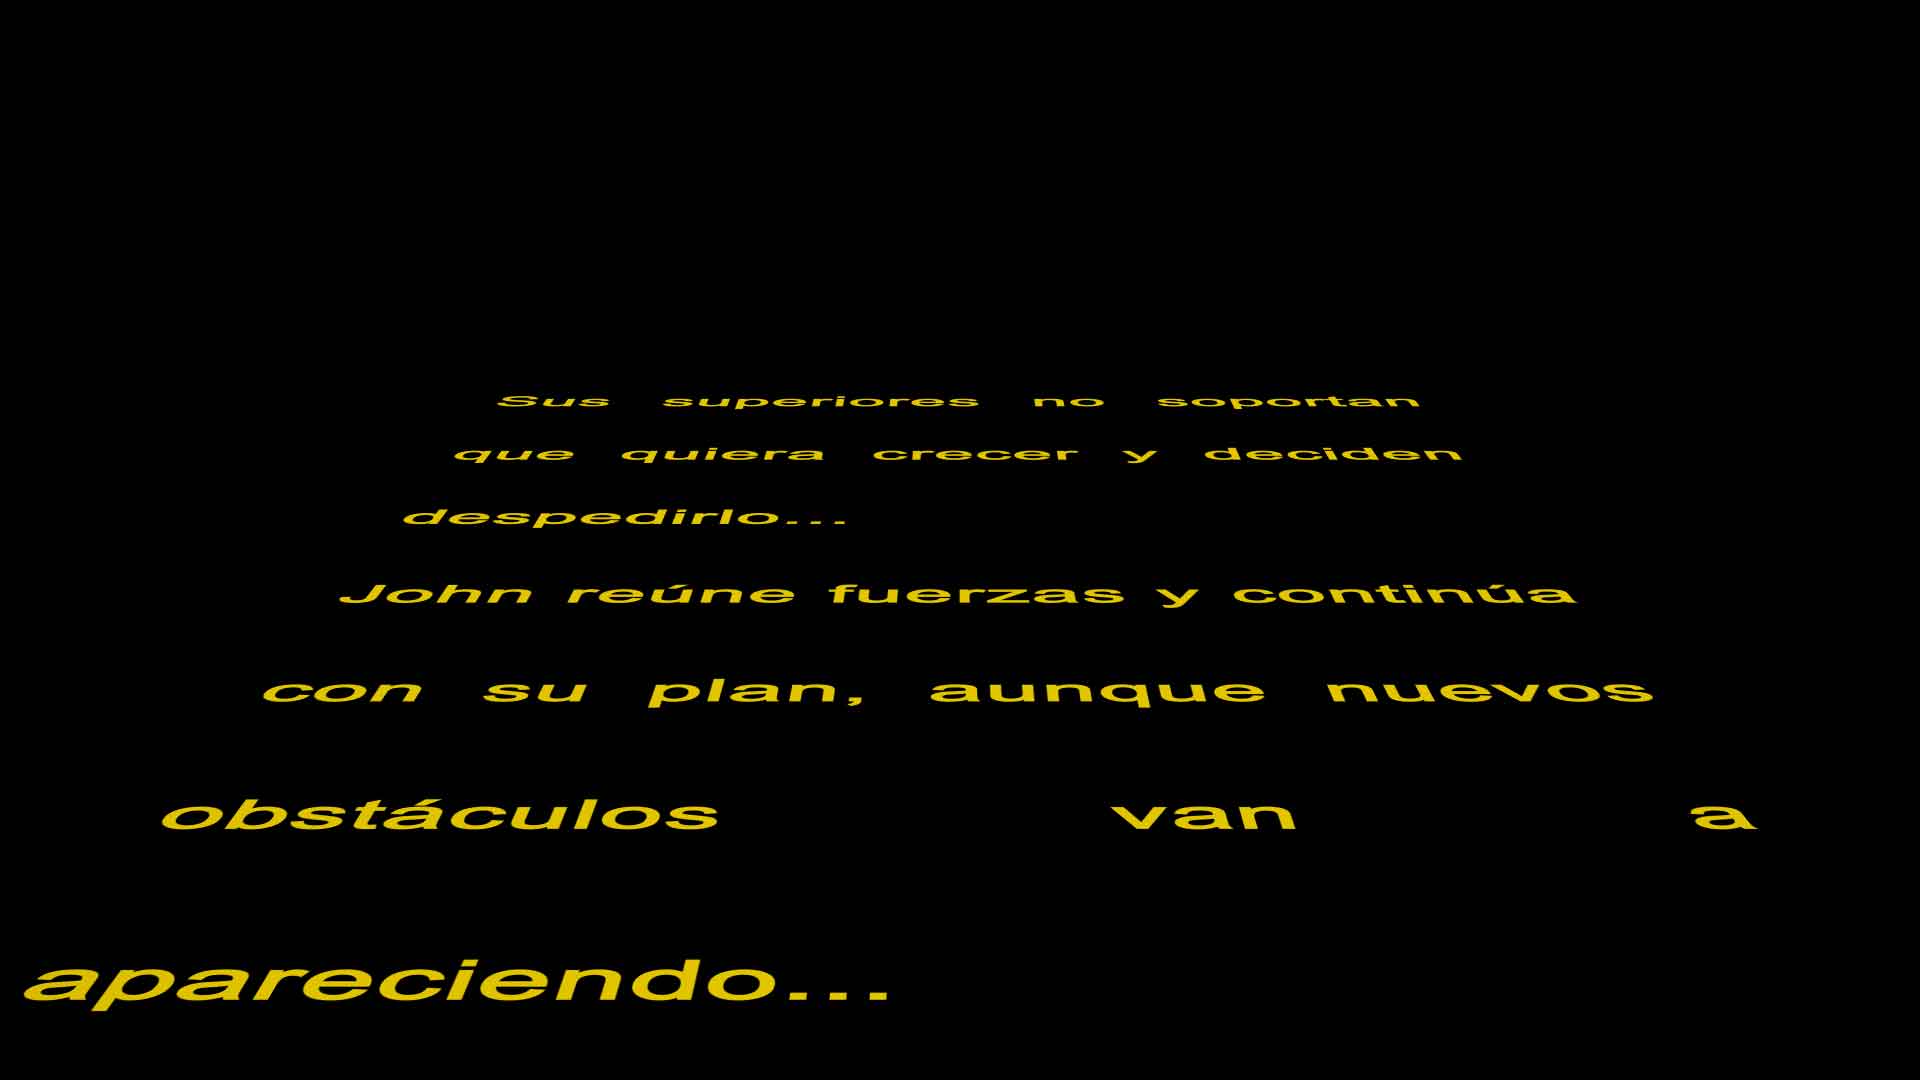 Sus superiores no soportan
que quiera crecer y deciden
despedirlo...
John reúne fuerzas y continúa
con su plan, aunque nuevos
obstáculos van a
apareciendo...